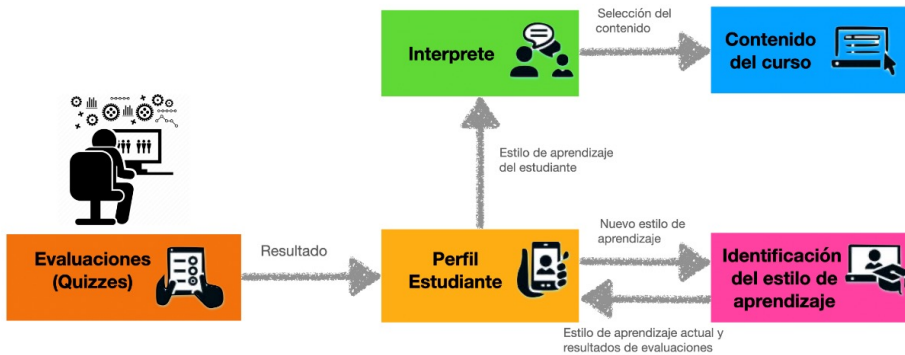 Selección del
contenido
Interprete
Contenido
del curso
Estilo de aprendizaje
del estudiante
Evaluaciones
(Quizzes)
Resultado
Perfil
Estudiante
Nuevo estilo de
aprendizaje
Identificación
del estilo de
aprendizaje
Estilo de aprendizaje actual y
resultados de evaluaciones